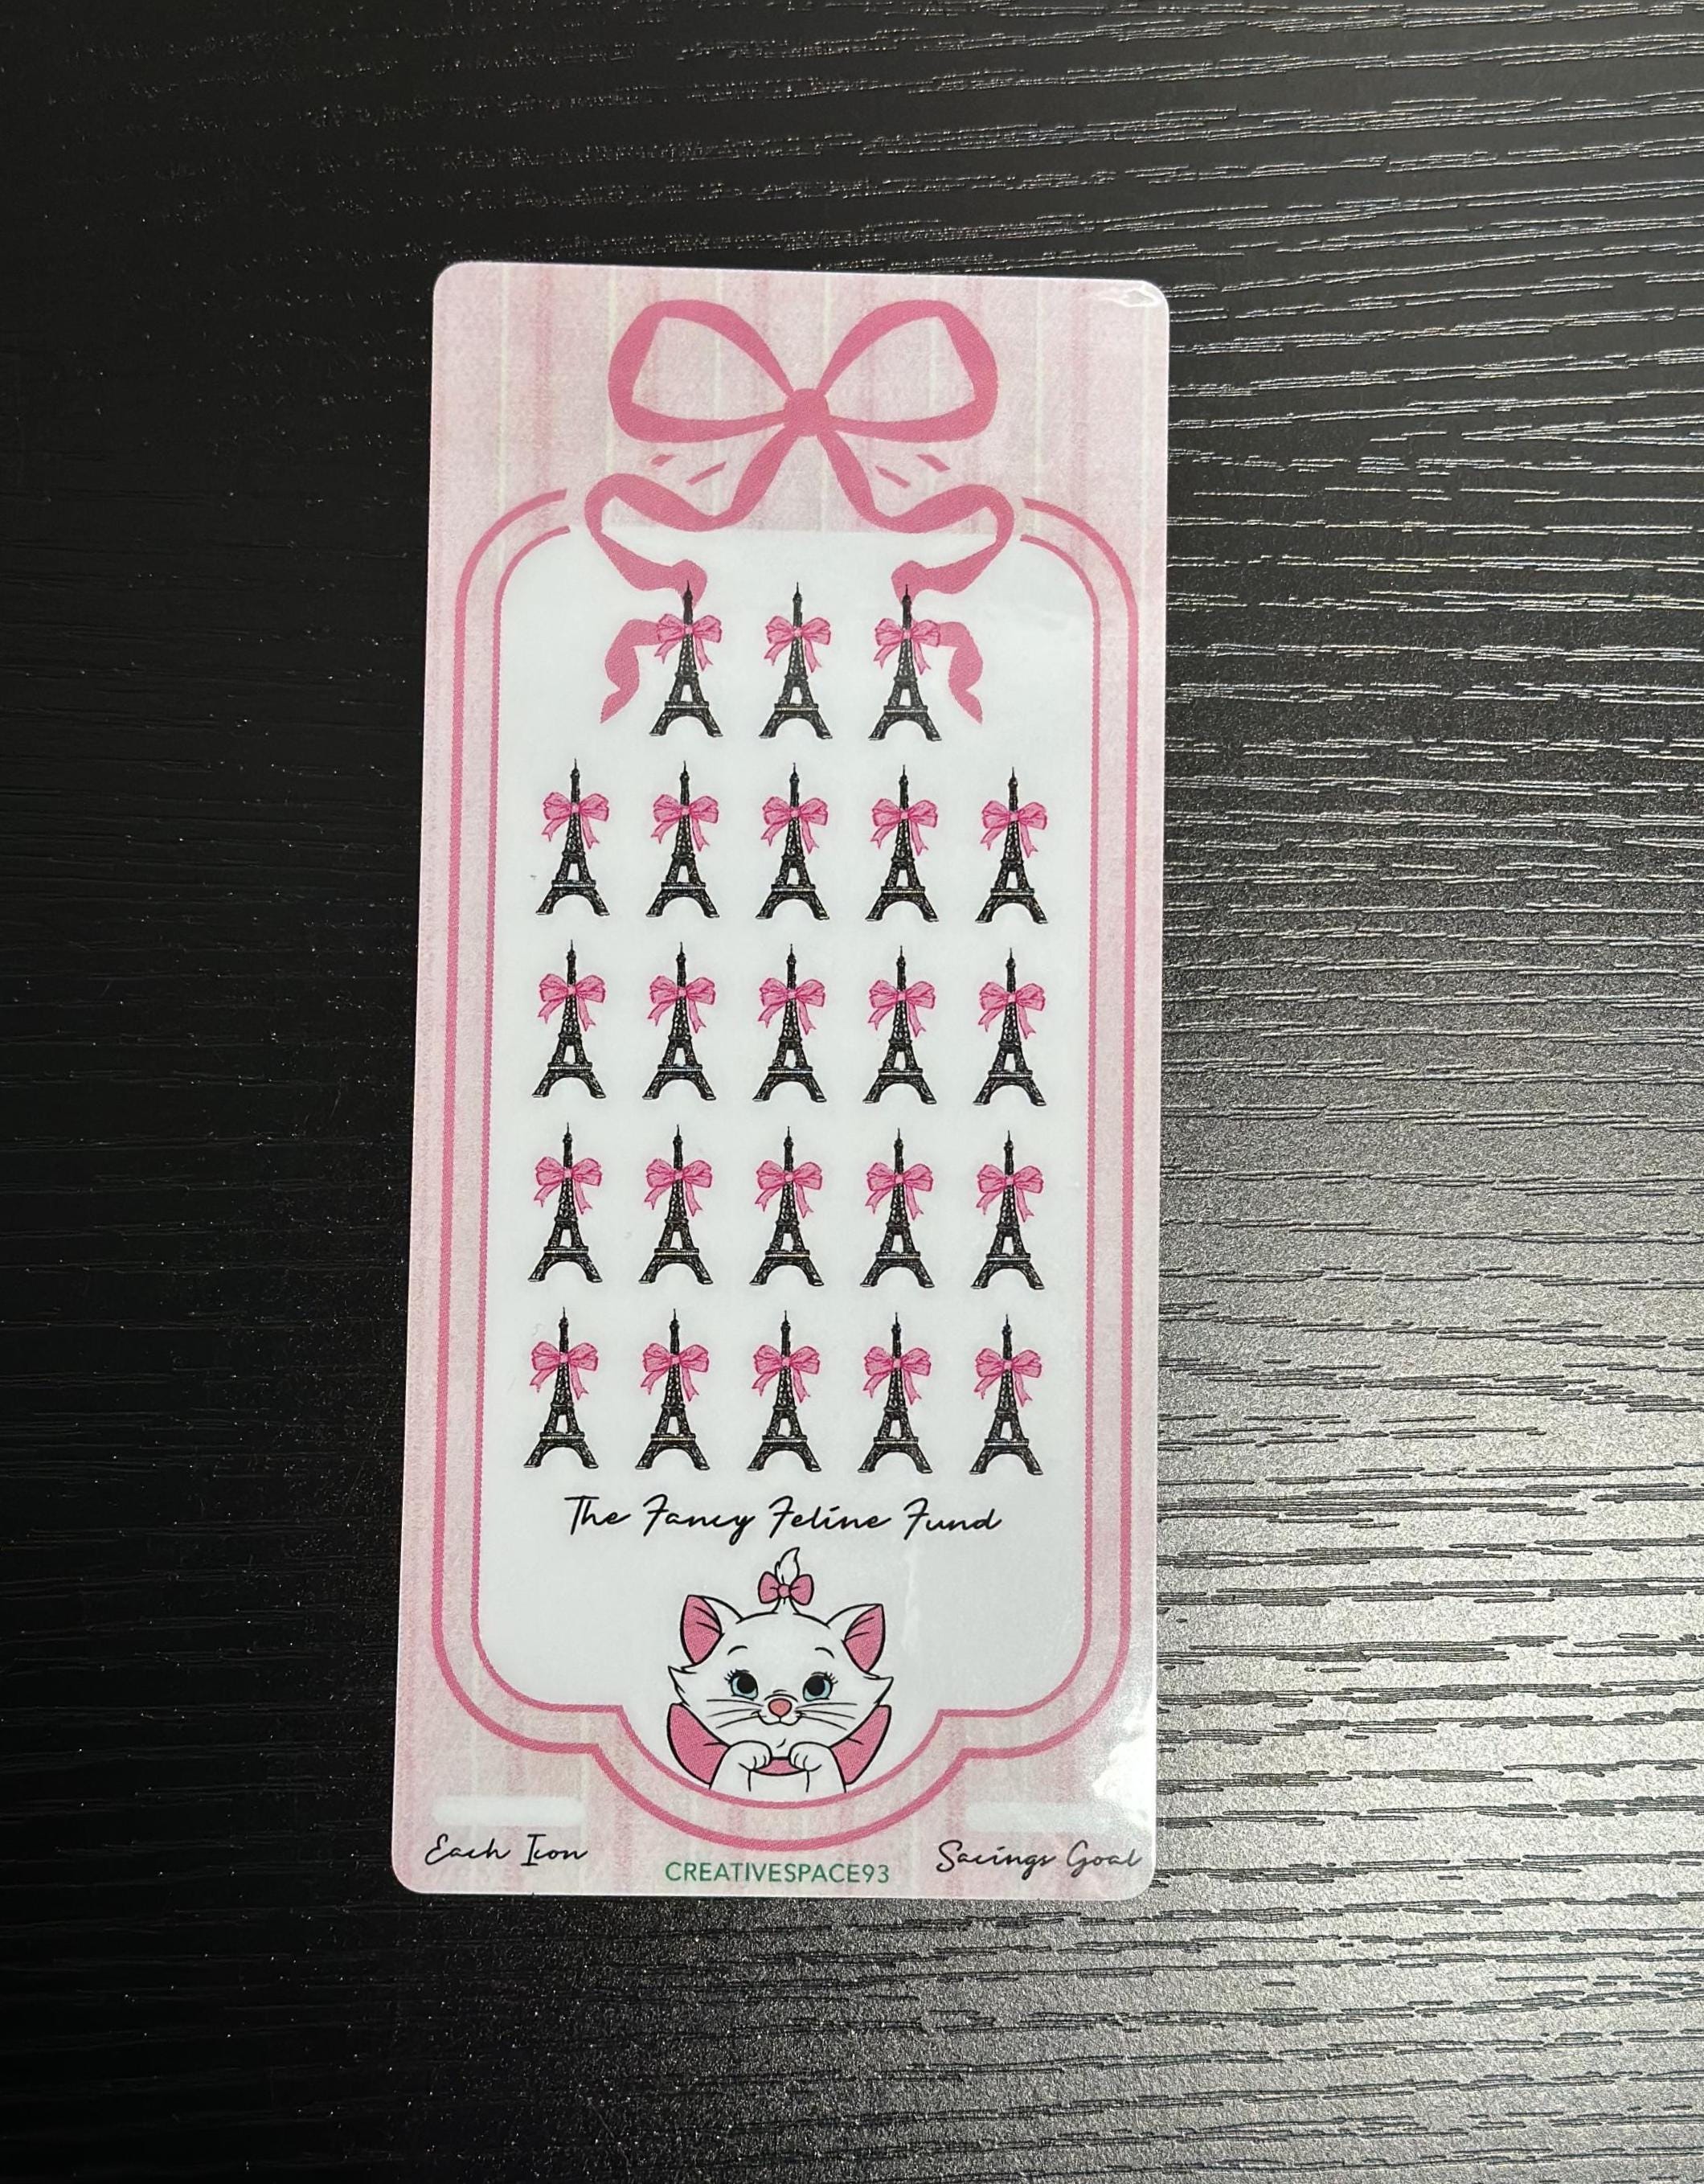 The Fancy Feline Fund
Each Icon
CREATIVESPACE93
Savings Goal